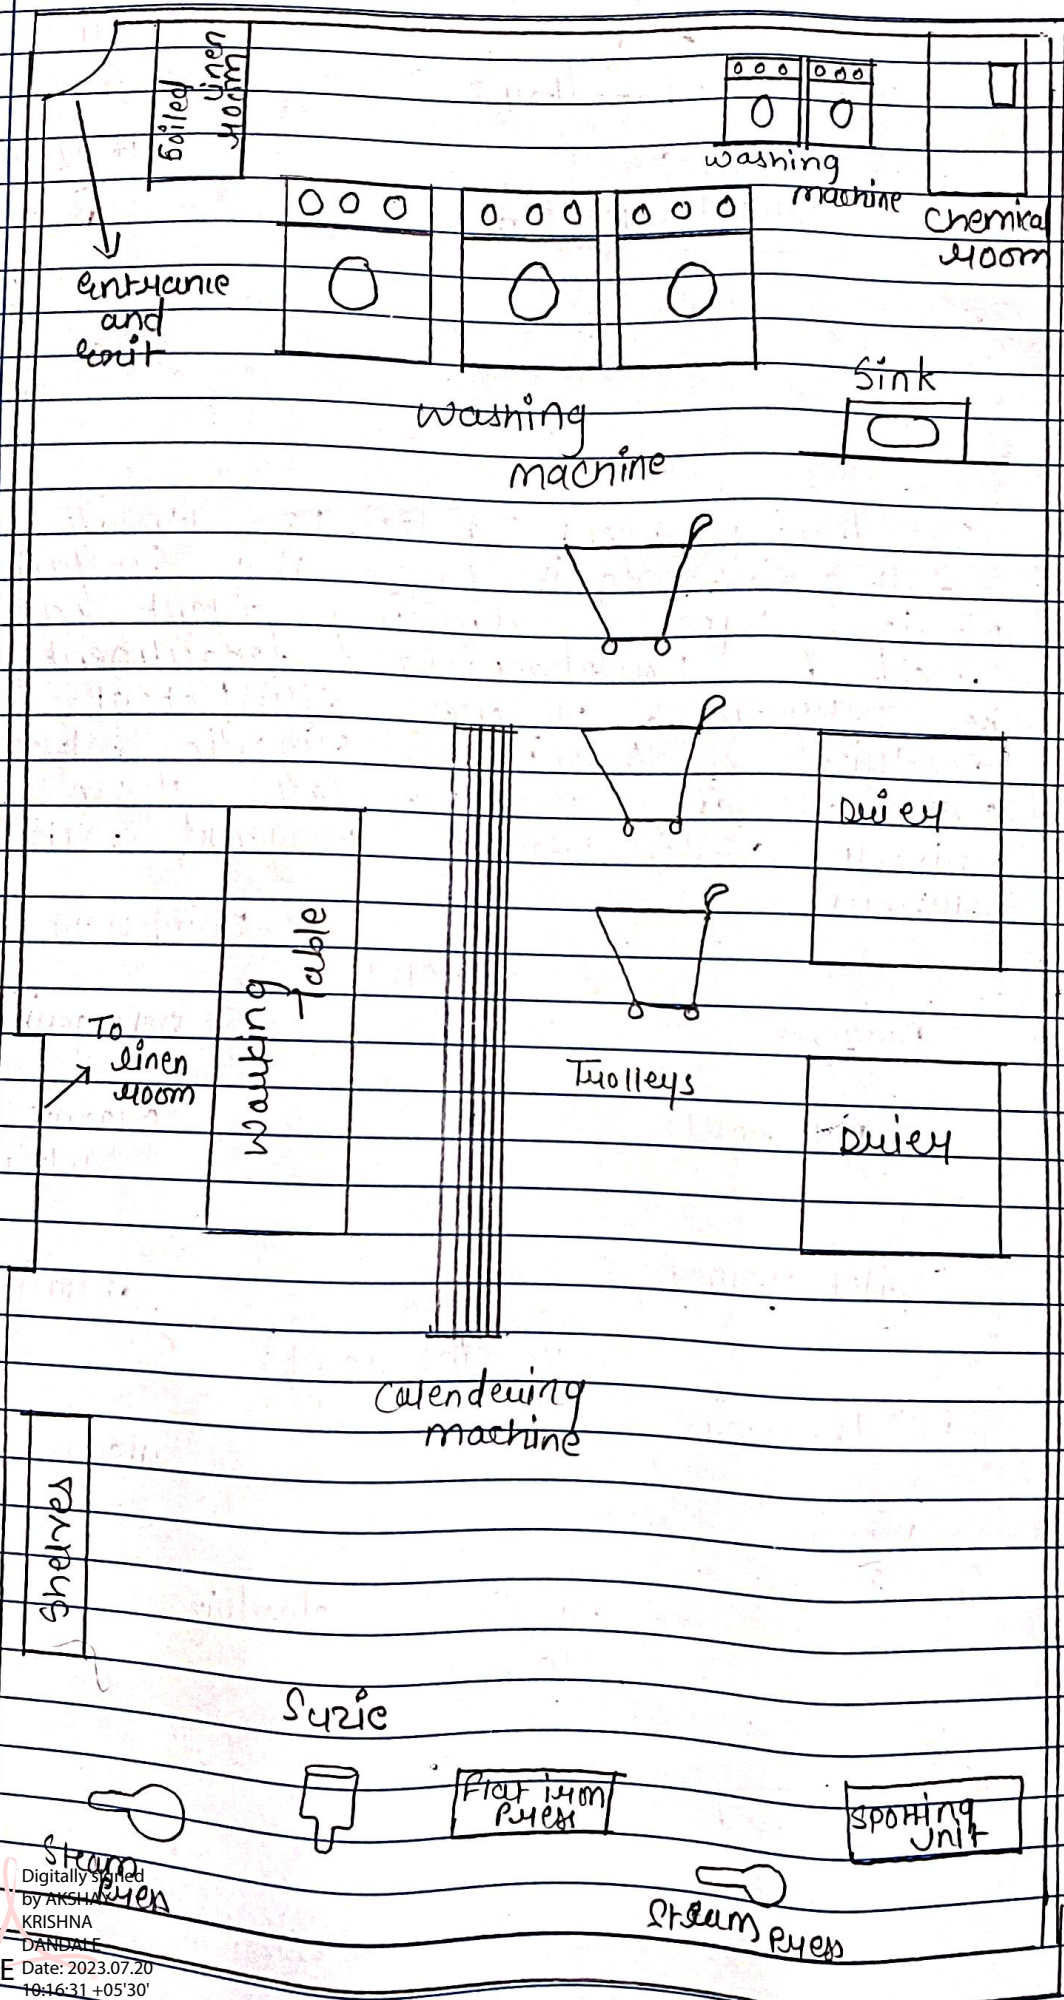 Soiled
linen
room
washing
machine
Chemical
room
entrance
and
exit
Sink
washing
machine
Drier
Working
Table
To
linen
room
Trolleys
Drier
Calendering
machine
Shelves
Suzie
Flat iron
Press
Spotting
unit
Steam
Press
Steam
Press
Digitally signed
by AKSHAY
KRISHNA
DANDALE
Date: 2023.07.20
10:16:31 +05'30'
E